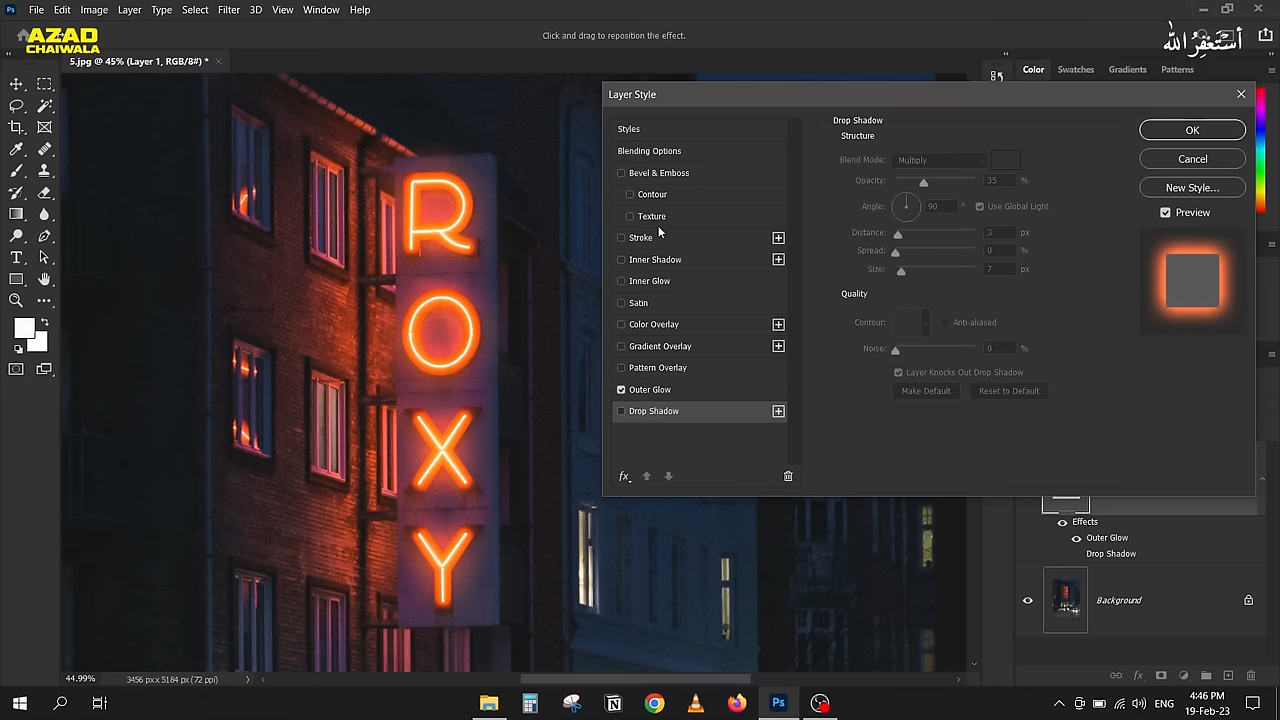 Ps File Edit Image Layer Type Select Filter 3D View Window Help
AZAD
CHAIWALA
Click and drag to reposition the effect.
أستغفر الله
5.jpg @ 45% (Layer 1, RGB/8#) *
Color Swatches Gradients Patterns
Layer Style
Styles
Blending Options
Bevel & Emboss
Contour
Texture
Stroke
Inner Shadow
Inner Glow
Satin
Color Overlay
Gradient Overlay
Pattern Overlay
Outer Glow
Drop Shadow
fx
Drop Shadow
Structure
Blend Mode: Multiply
Opacity: 35 %
Angle: 90 ° Use Global Light
Distance: 3 px
Spread: 0 %
Size: 7 px
Quality
Contour: Anti-aliased
Noise: 0 %
Layer Knocks Out Drop Shadow
Make Default Reset to Default
OK
Cancel
New Style...
Preview
R
O
X
Y
Effects
Outer Glow
Drop Shadow
Background
fx
44.99% 3456 px x 5184 px (72 ppi)
Ps
ENG
4:46 PM
19-Feb-23